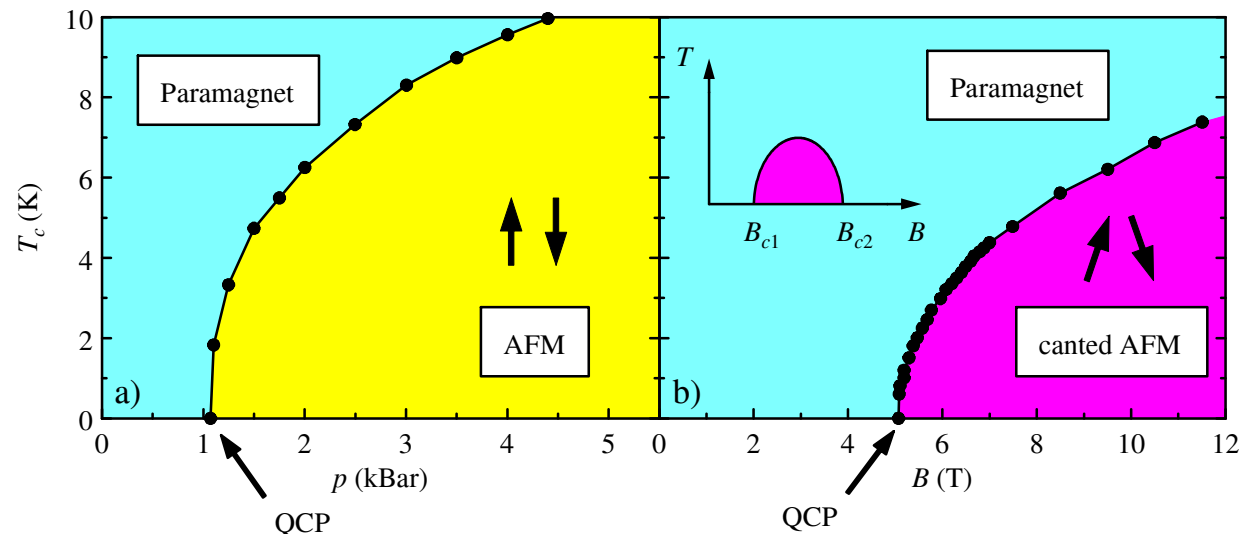 10
8
6
4
2
0
T_c (K)
Paramagnet
AFM
a)
0 1 2 3 4 5
p (kBar)
QCP
T
B_c1 B_c2 B
Paramagnet
canted AFM
b)
0 2 4 6 8 10 12
B (T)
QCP